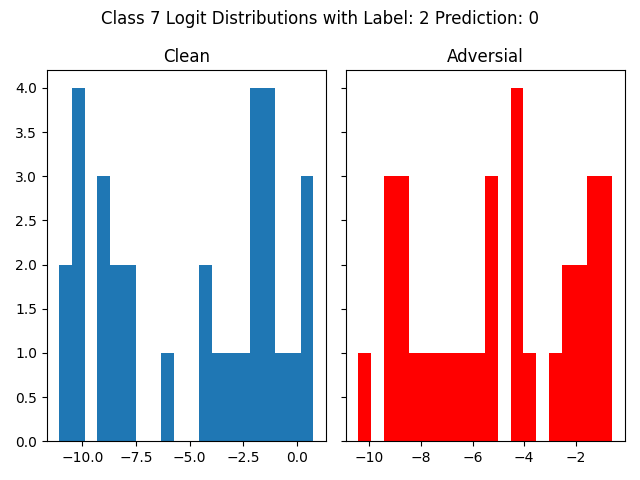 Class 7 Logit Distributions with Label: 2 Prediction: 0
Clean
Adversial
4.0
3.5
3.0
2.5
2.0
1.5
1.0
0.5
0.0
−10.0 −7.5 −5.0 −2.5 0.0
−10 −8 −6 −4 −2